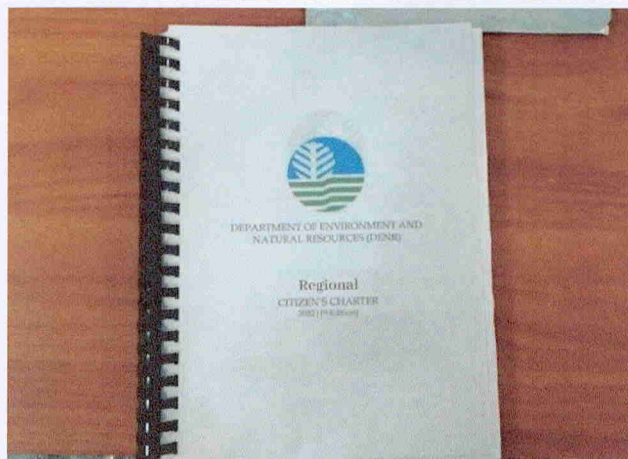 DEPARTMENT OF ENVIRONMENT AND
NATURAL RESOURCES (DENR)
Regional
CITIZEN'S CHARTER